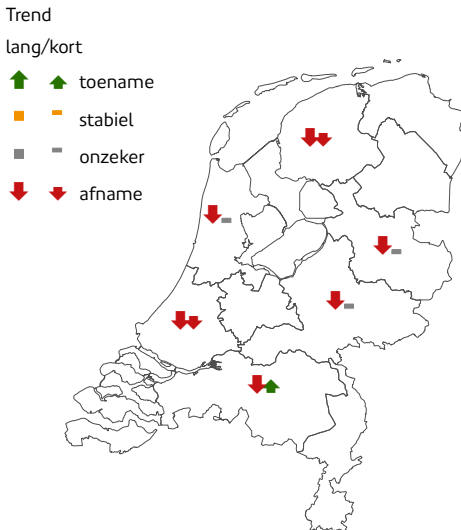 Trend
lang/kort
toename
stabiel
onzeker
afname